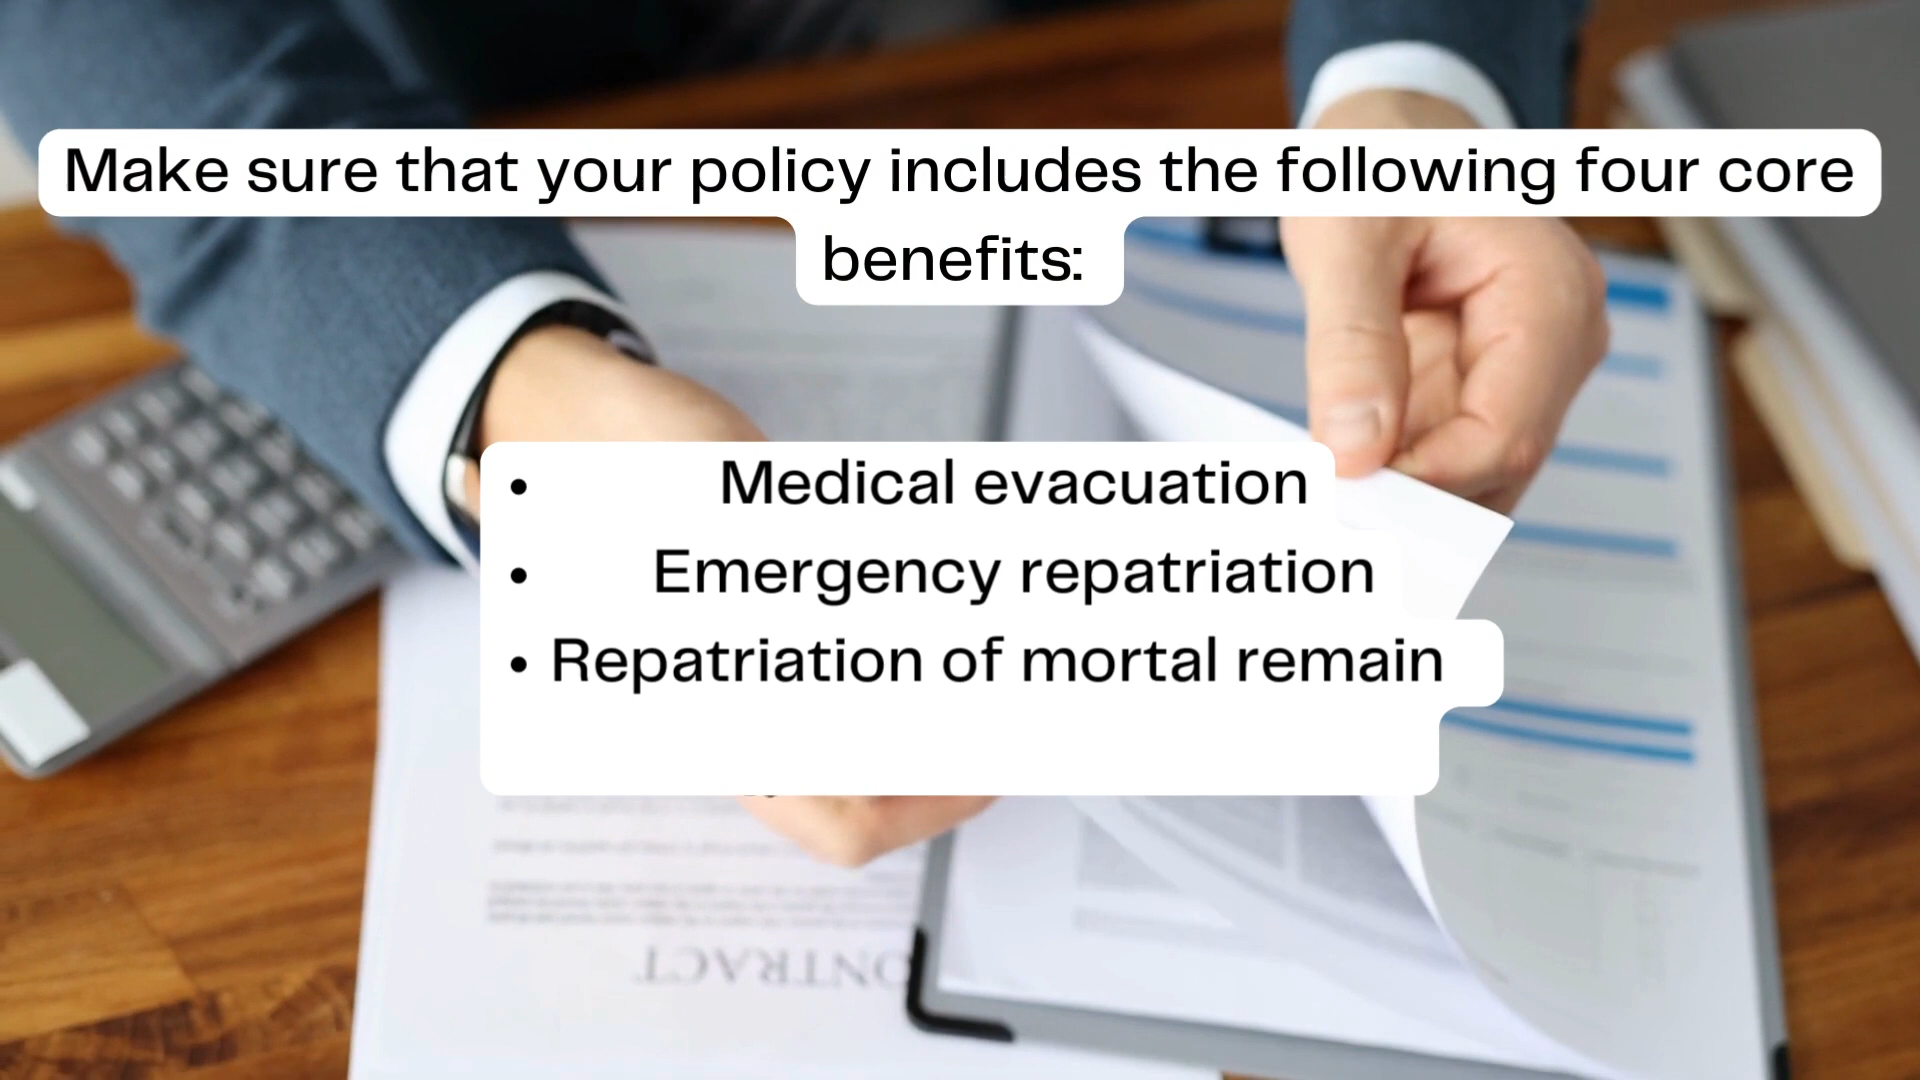 Make sure that your policy includes the following four core
benefits:
• Medical evacuation
• Emergency repatriation
• Repatriation of mortal remain
ONTRACT